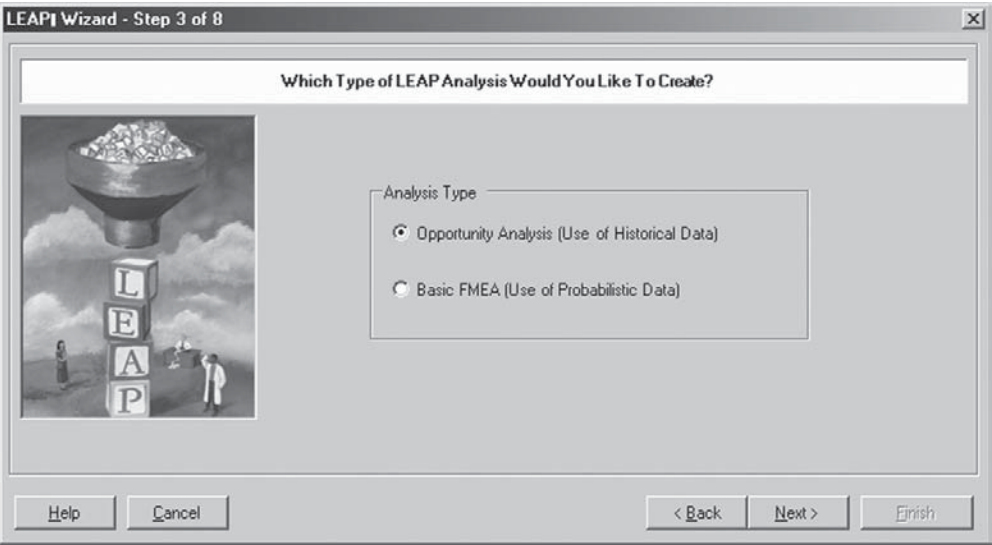 LEAPI Wizard - Step 3 of 8
Which Type of LEAP Analysis Would You Like To Create?
L
E
A
P
Analysis Type
Opportunity Analysis (Use of Historical Data)
Basic FMEA (Use of Probabilistic Data)
Help
Cancel
< Back
Next >
Finish